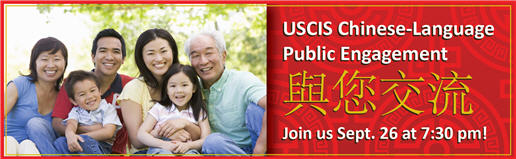 USCIS Chinese-Language
Public Engagement
與您交流
Join us Sept. 26 at 7:30 pm!